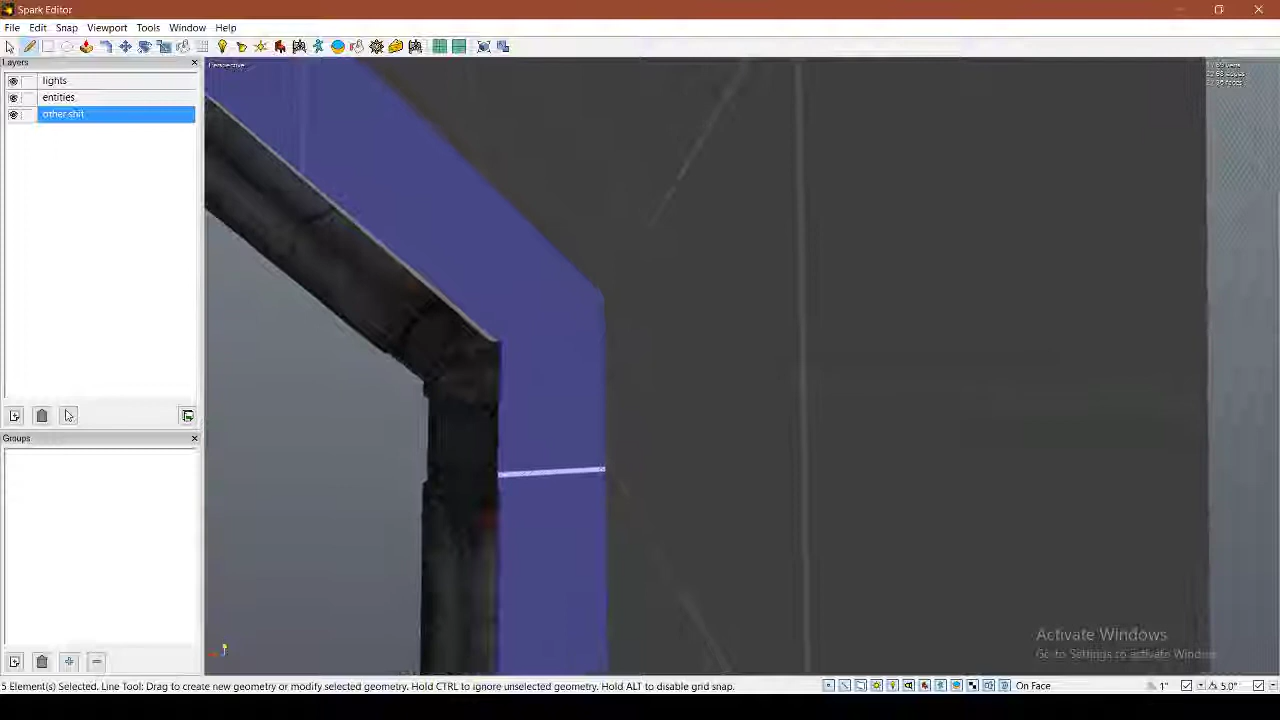 Spark Editor
File Edit Snap Viewport Tools Window Help
Layers
Perspective
lights
entities
other shit
Groups
Activate Windows
Go to Settings to activate Windows
5 Element(s) Selected. Line Tool: Drag to create new geometry or modify selected geometry. Hold CTRL to ignore unselected geometry. Hold ALT to disable grid snap.
On Face
1"
5.0°